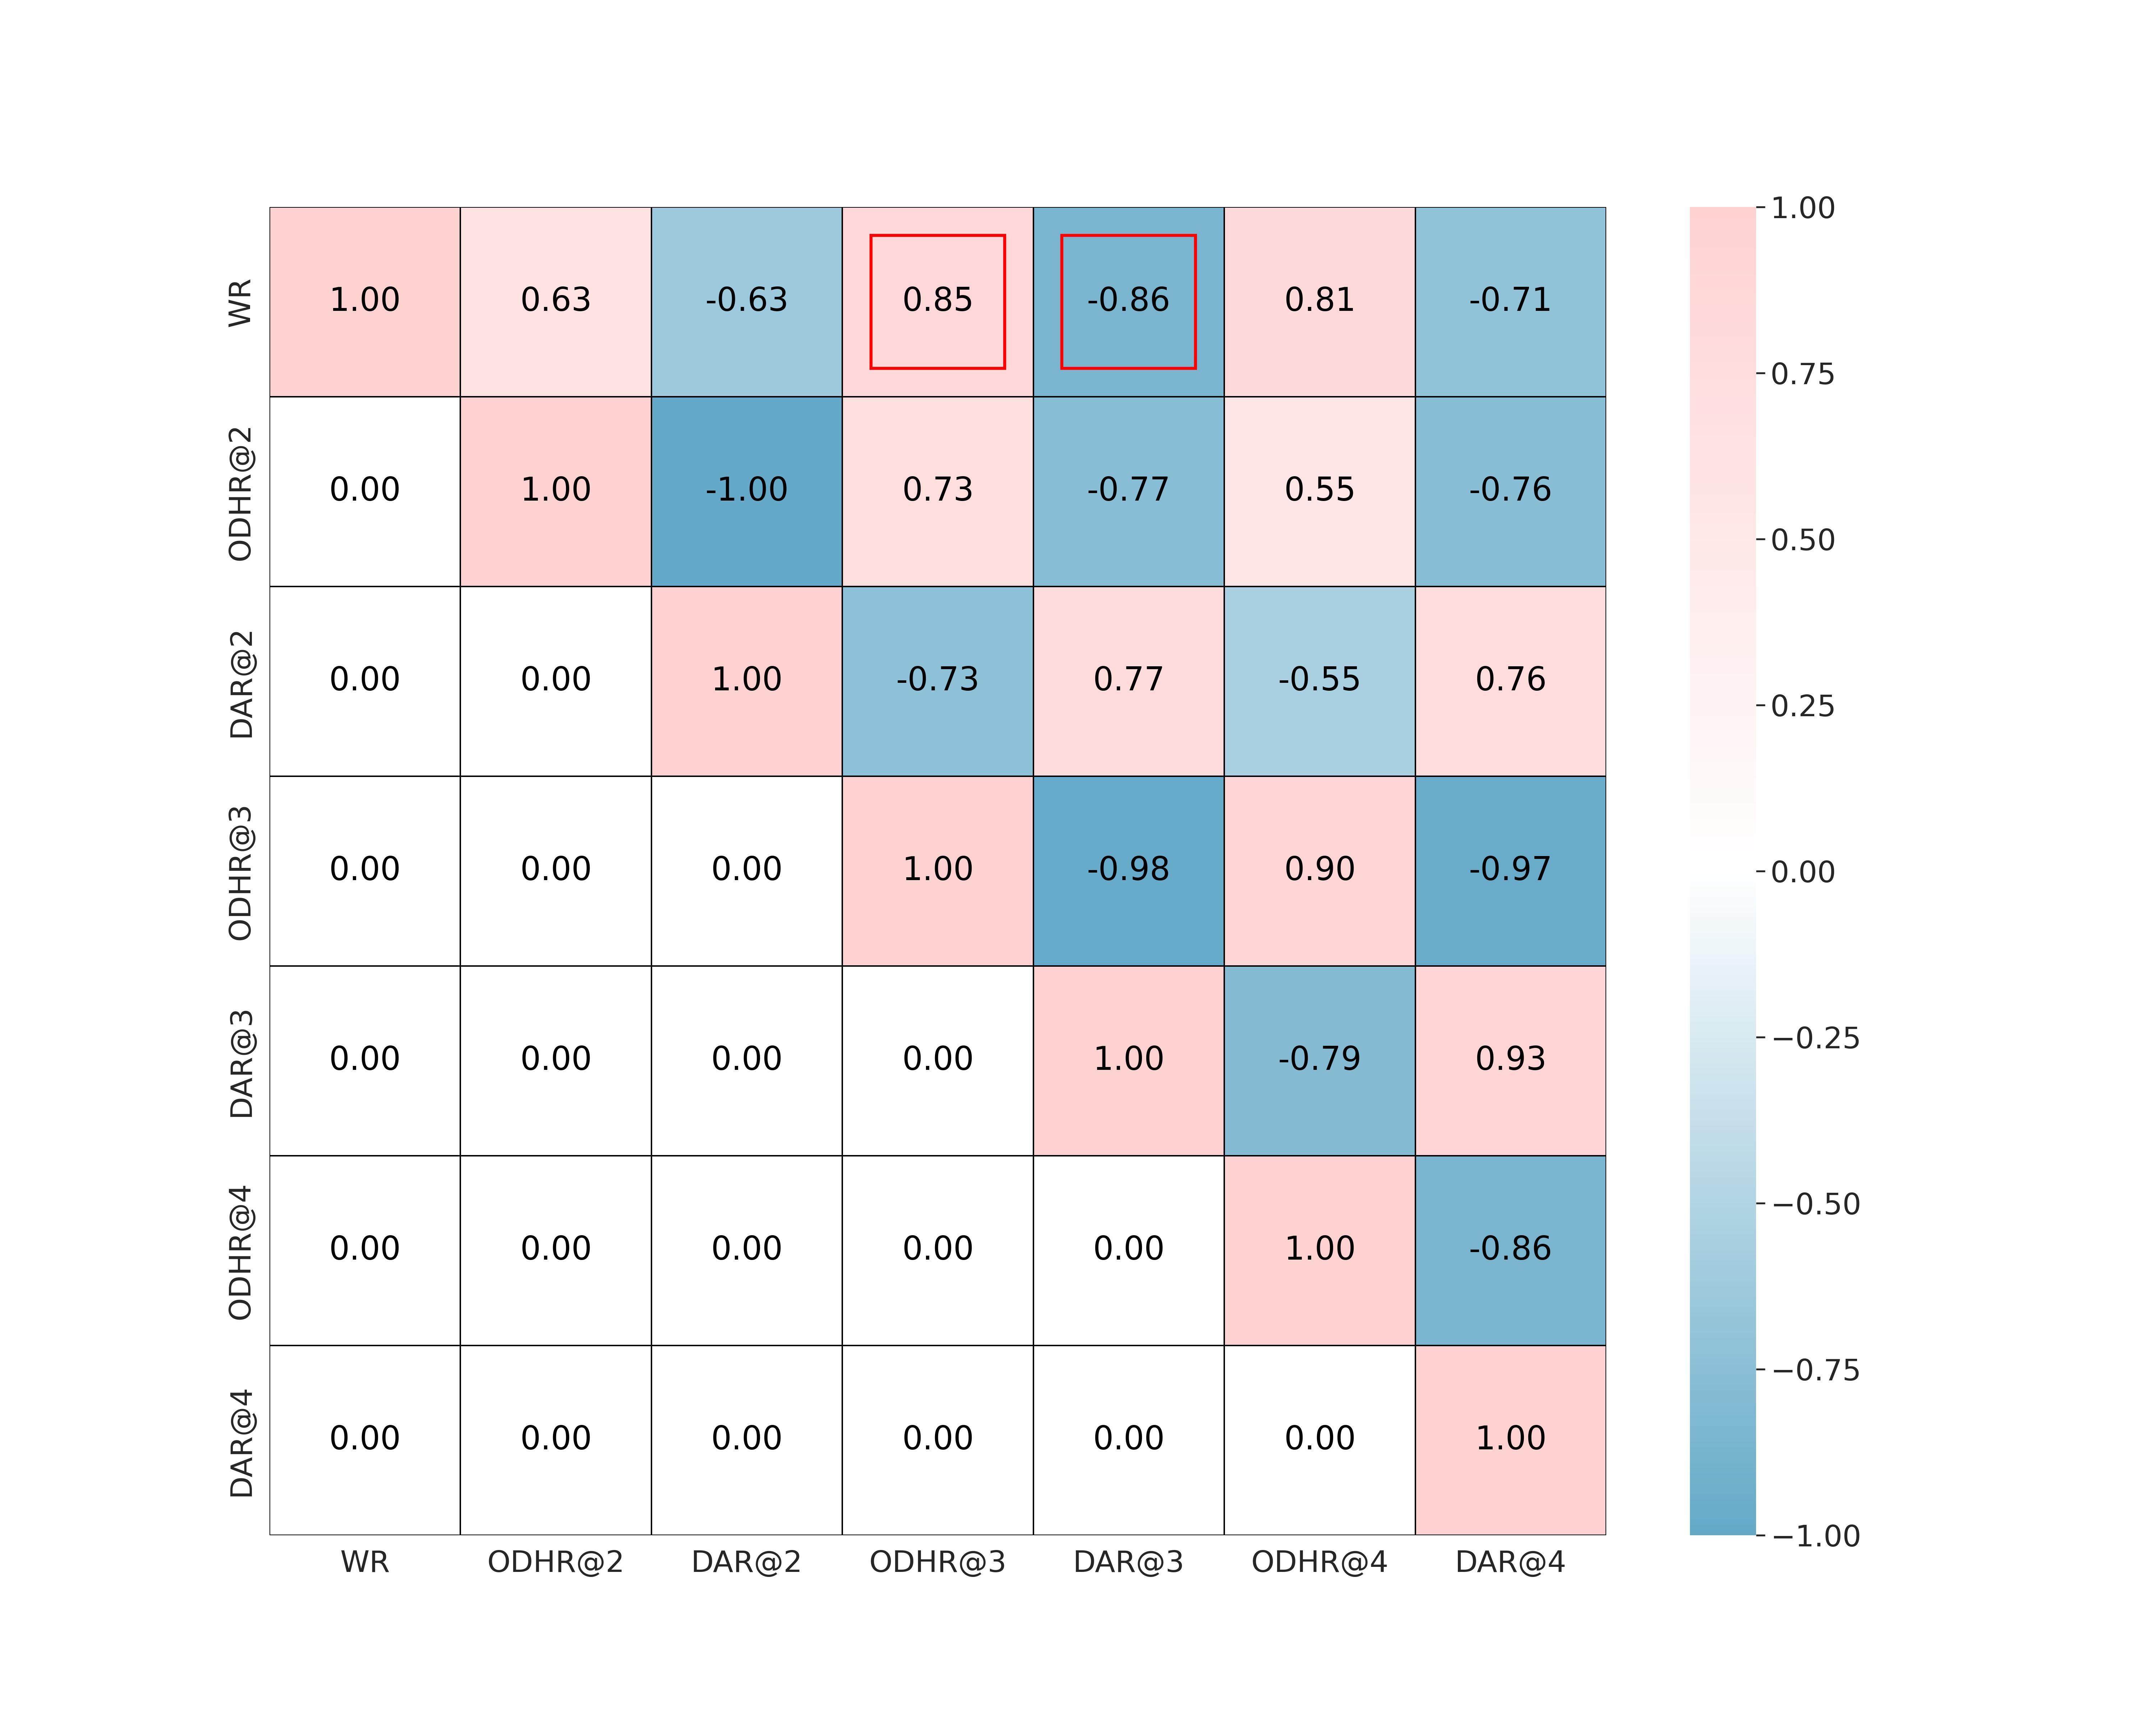 WR 1.00 0.63 -0.63 0.85 -0.86 0.81 -0.71
ODHR@2 0.00 1.00 -1.00 0.73 -0.77 0.55 -0.76
DAR@2 0.00 0.00 1.00 -0.73 0.77 -0.55 0.76
ODHR@3 0.00 0.00 0.00 1.00 -0.98 0.90 -0.97
DAR@3 0.00 0.00 0.00 0.00 1.00 -0.79 0.93
ODHR@4 0.00 0.00 0.00 0.00 0.00 1.00 -0.86
DAR@4 0.00 0.00 0.00 0.00 0.00 0.00 1.00
WR ODHR@2 DAR@2 ODHR@3 DAR@3 ODHR@4 DAR@4
1.00
0.75
0.50
0.25
0.00
−0.25
−0.50
−0.75
−1.00